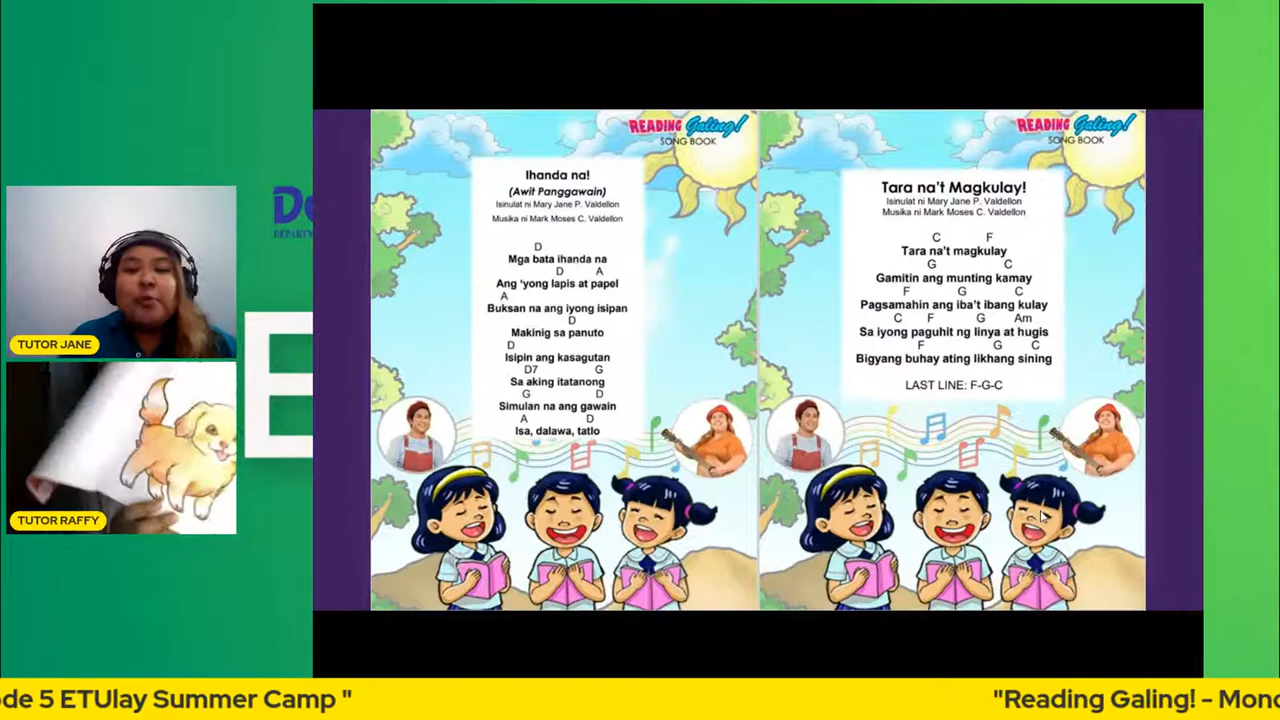 De
DEPARTM
E
TUTOR JANE
TUTOR RAFFY
READING Galing!
SONG BOOK
Ihanda na!
(Awit Panggawain)
Isinulat ni Mary Jane P. Valdellon
Musika ni Mark Moses C. Valdellon
D
Mga bata ihanda na
D A
Ang ‘yong lapis at papel
A
Buksan na ang iyong isipan
D
Makinig sa panuto
D
Isipin ang kasagutan
D7 G
Sa aking itatanong
G D
Simulan na ang gawain
A D
Isa, dalawa, tatlo
READING Galing!
SONG BOOK
Tara na’t Magkulay!
Isinulat ni Mary Jane P. Valdellon
Musika ni Mark Moses C. Valdellon
C F
Tara na’t magkulay
G C
Gamitin ang munting kamay
F G C
Pagsamahin ang iba’t ibang kulay
C F G Am
Sa iyong paguhit ng linya at hugis
F G C
Bigyang buhay ating likhang sining
LAST LINE: F-G-C
ode 5 ETUlay Summer Camp " "Reading Galing! - Mond